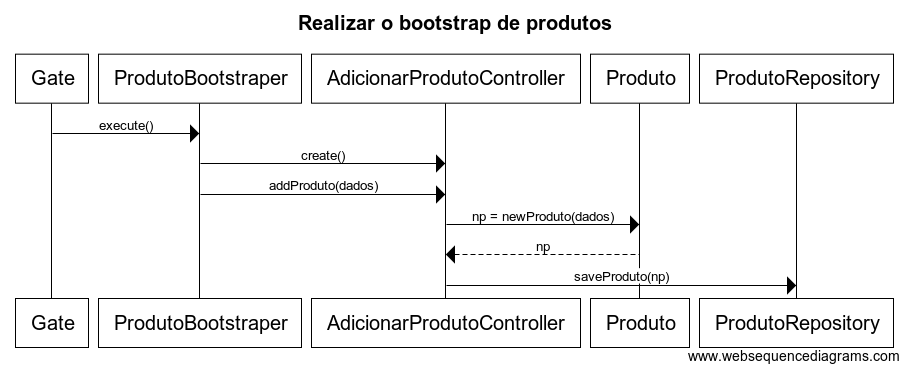 Realizar o bootstrap de produtos
Gate ProdutoBootstraper AdicionarProdutoController Produto ProdutoRepository
execute()
create()
addProduto(dados)
np = newProduto(dados)
np
saveProduto(np)
Gate ProdutoBootstraper AdicionarProdutoController Produto ProdutoRepository
www.websequencediagrams.com